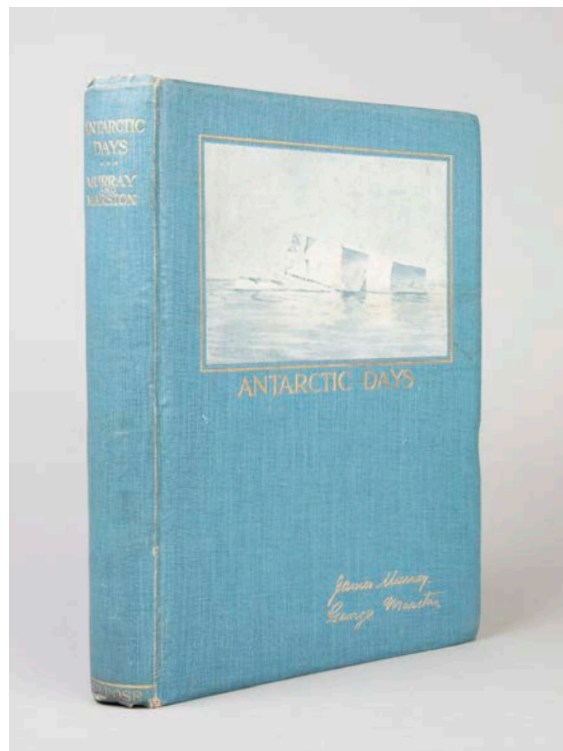 ANTARCTIC
DAYS
MURRAY
AND
MARSTON
ANTARCTIC DAYS
James Murray.
George Marston